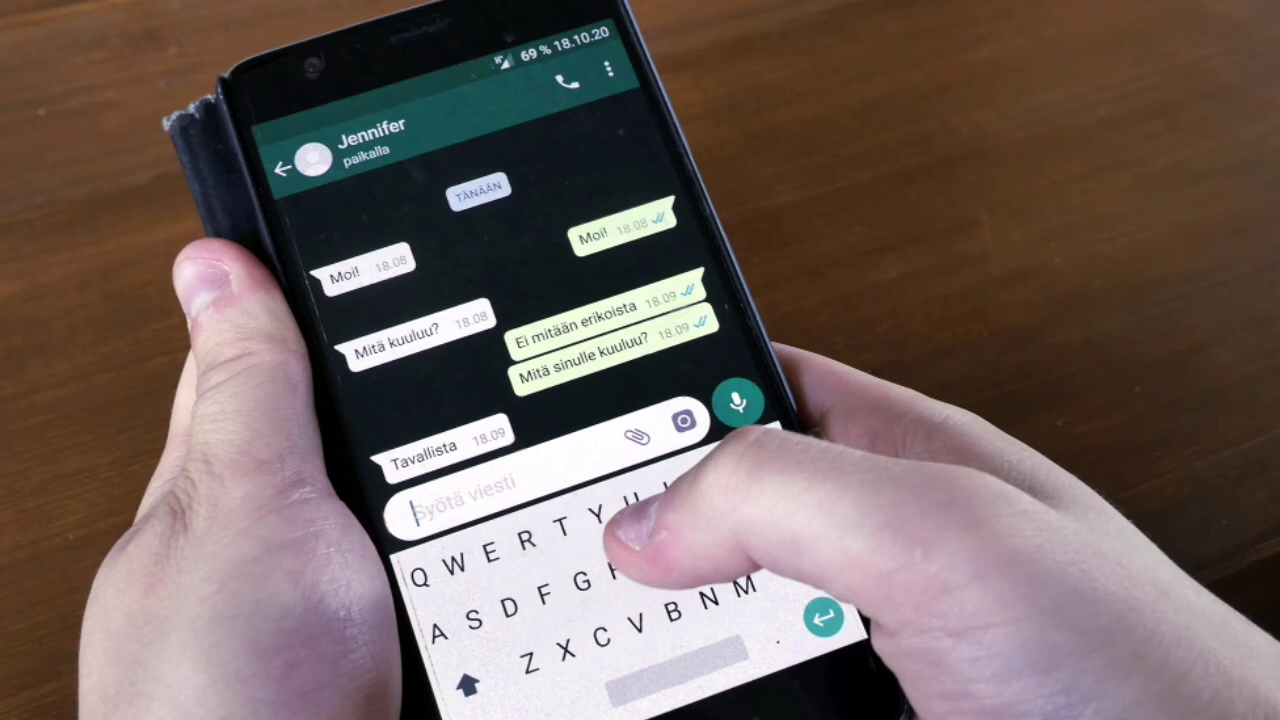 69 % 18.10.20
Jennifer
paikalla
TÄNÄÄN
Moi! 18.08
Moi! 18.08
Mitä kuuluu? 18.08
Ei mitään erikoista 18.09
Mitä sinulle kuuluu? 18.09
Tavallista 18.09
Syötä viesti
Q W E R T Y U
A S D F G
Z X C V B N M
.